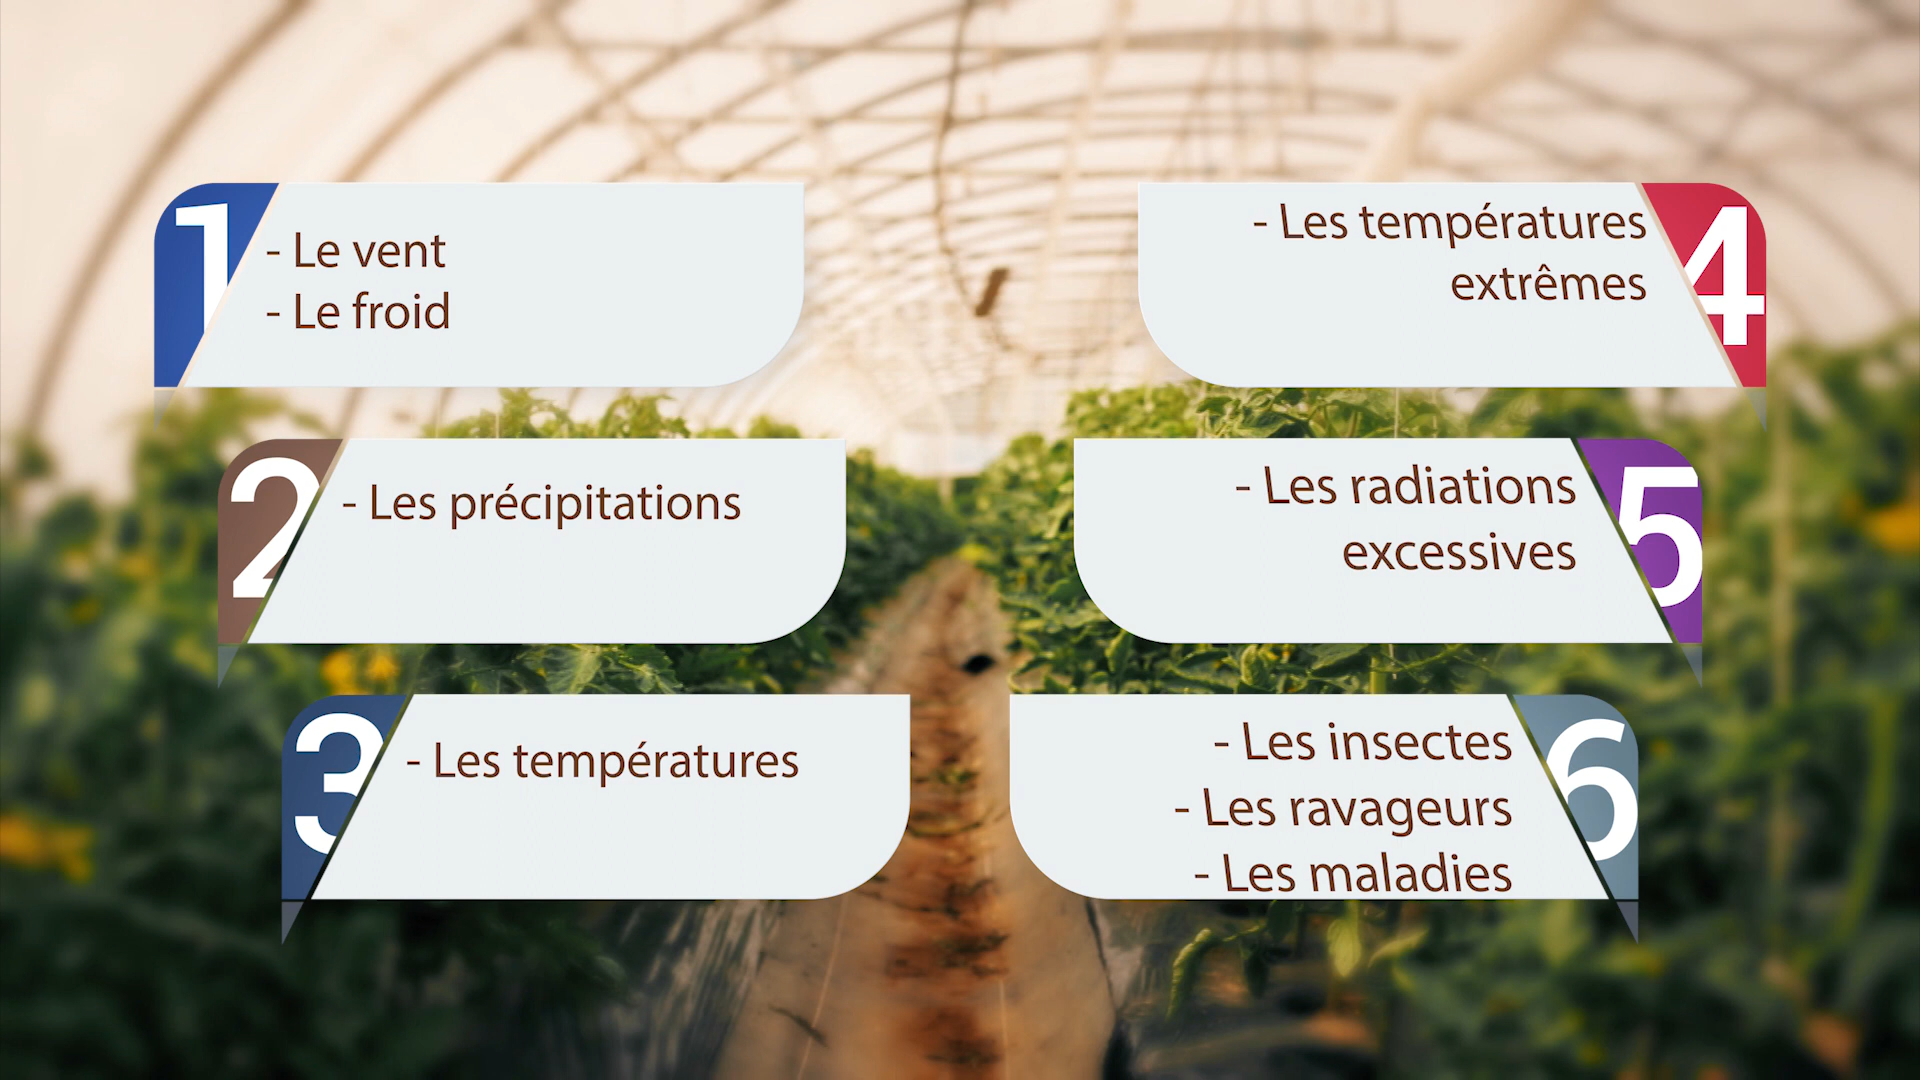 1
- Le vent
- Le froid
2
- Les précipitations
3
- Les températures
4
- Les températures
extrêmes
5
- Les radiations
excessives
6
- Les insectes
- Les ravageurs
- Les maladies